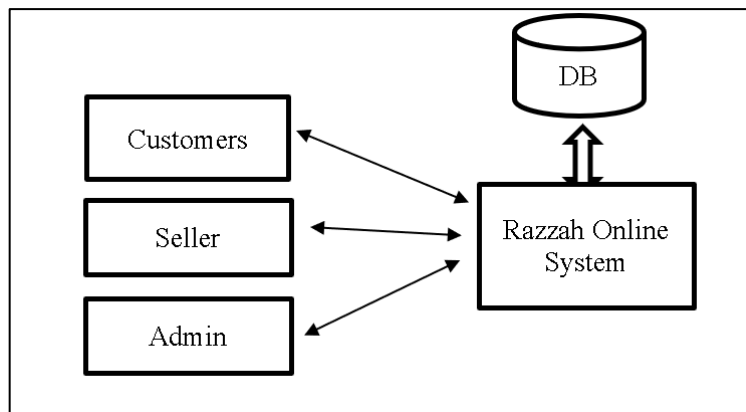 DB
Customers
Seller
Admin
Razzah Online
System